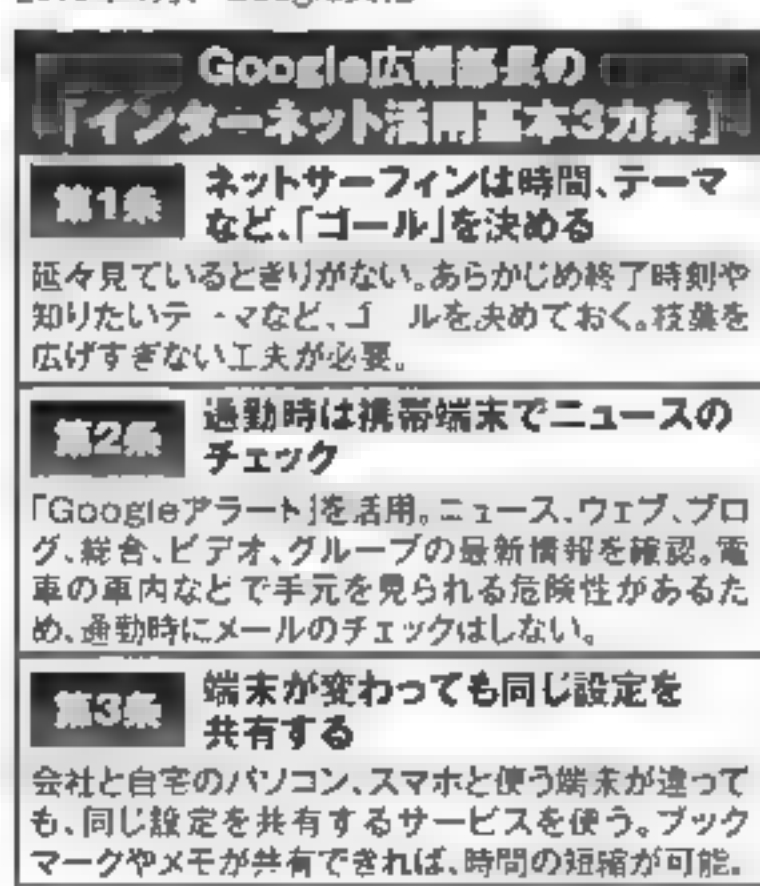 Google広報部長の
「インターネット活用基本3カ条」
第1条
ネットサーフィンは時間、テーマ
など、「ゴール」を決める
延々見ているときりがない。あらかじめ終了時刻や
知りたいテーマなど、ゴールを決めておく。枝葉を
広げすぎない工夫が必要。
第2条
通勤時は携帯端末でニュースの
チェック
「Googleアラート」を活用。ニュース、ウェブ、ブロ
グ、総合、ビデオ、グループの最新情報を確認。電
車の車内などで手元を見られる危険性があるた
め、通勤時にメールのチェックはしない。
第3条
端末が変わっても同じ設定を
共有する
会社と自宅のパソコン、スマホと使う端末が違って
も、同じ設定を共有するサービスを使う。ブック
マークやメモが共有できれば、時間の短縮が可能。